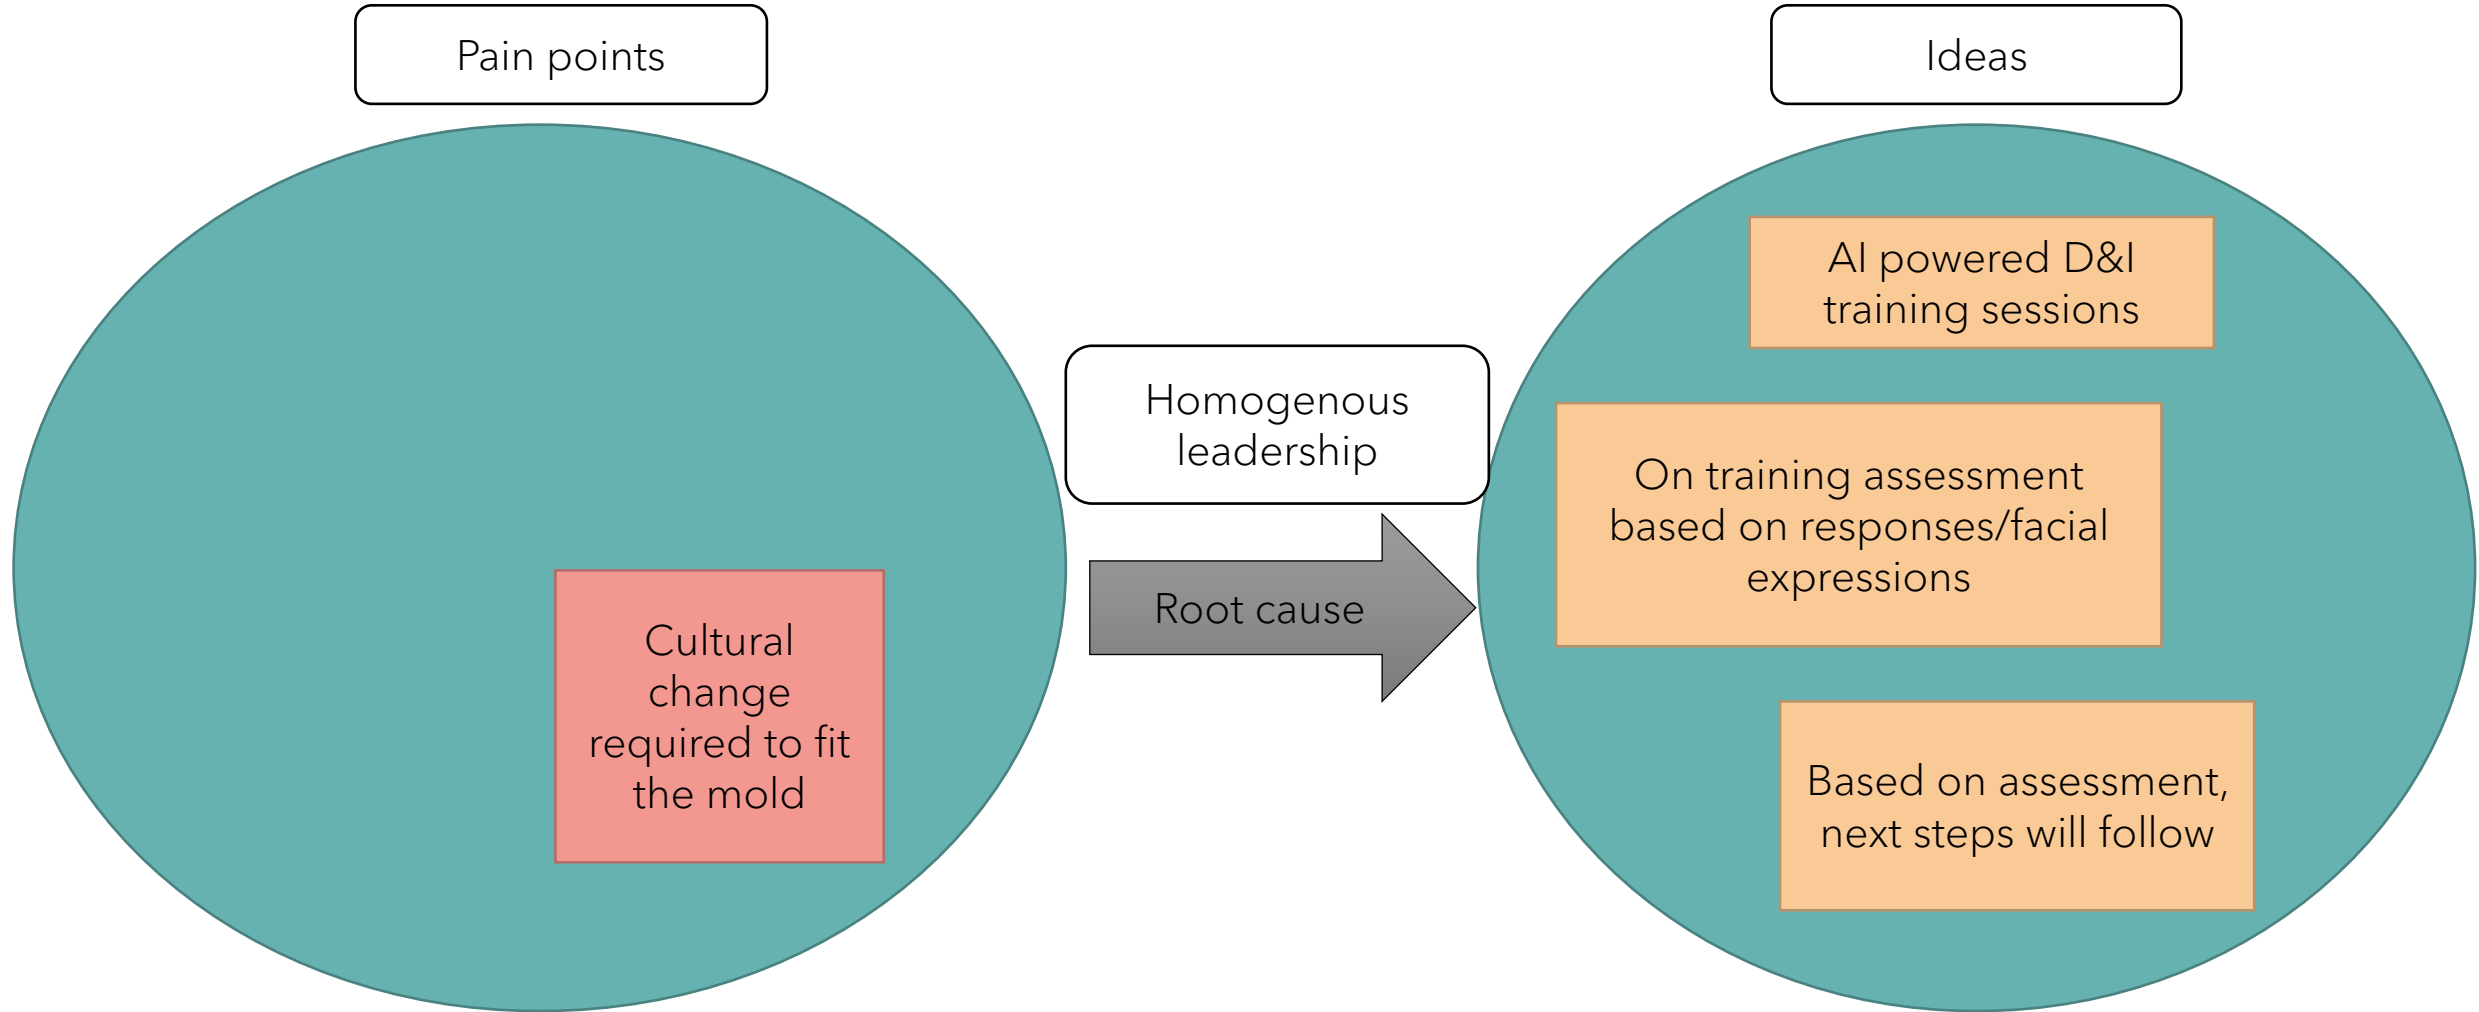 Pain points
Ideas
Cultural
change
required to fit
the mold
Homogenous
leadership
Root cause
AI powered D&I
training sessions
On training assessment
based on responses/facial
expressions
Based on assessment,
next steps will follow